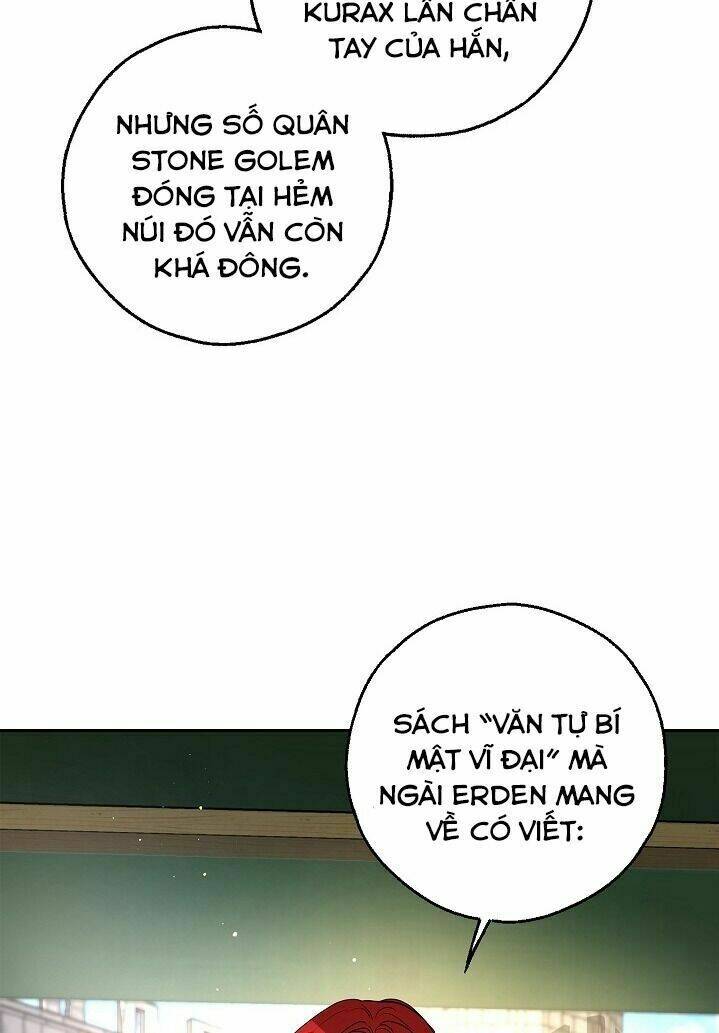 KURAX LẪN CHÂN
TAY CỦA HẮN,
NHƯNG SỐ QUÂN
STONE GOLEM
ĐÓNG TẠI HẺM
NÚI ĐÓ VẪN CÒN
KHÁ ĐÔNG.
SÁCH "VĂN TỰ BÍ
MẬT VĨ ĐẠI" MÀ
NGÀI ERDEN MANG
VỀ CÓ VIẾT: